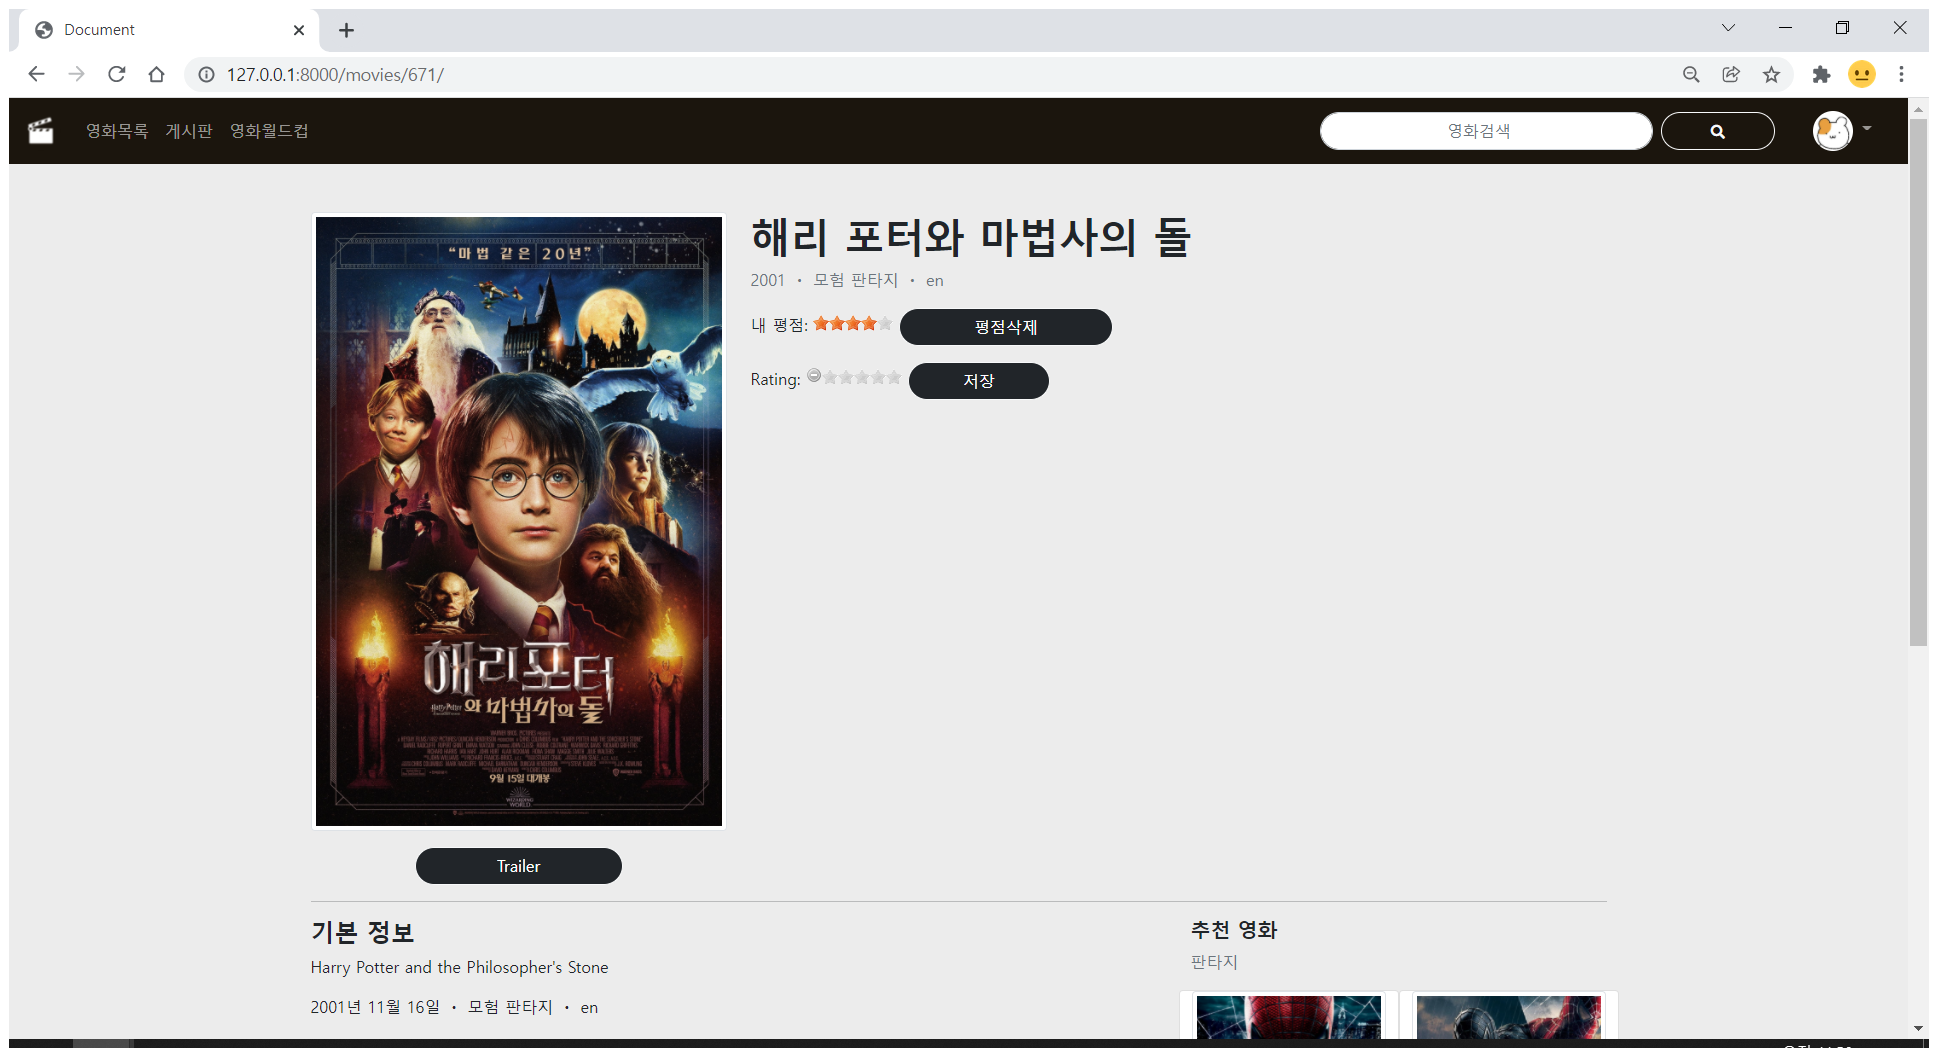 Document
127.0.0.1:8000/movies/671/
영화목록 게시판 영화월드컵 영화검색
"마법 같은 20년"
해리포터
Harry Potter 와 마법사의 돌
9월 15일 대개봉
WIZARDING WORLD
해리 포터와 마법사의 돌
2001 · 모험 판타지 · en
내 평점: 평점삭제
Rating: 저장
Trailer
기본 정보
Harry Potter and the Philosopher's Stone
2001년 11월 16일 · 모험 판타지 · en
추천 영화
판타지